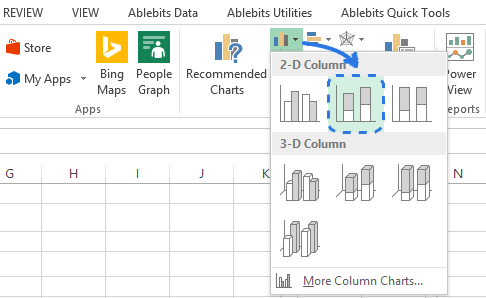 REVIEW VIEW Ablebits Data Ablebits Utilities Ablebits Quick Tools
Store
My Apps
Bing
Maps
People
Graph
Recommended
Charts
Power
View
Apps
eports
2-D Column
3-D Column
G H I J K N
More Column Charts...